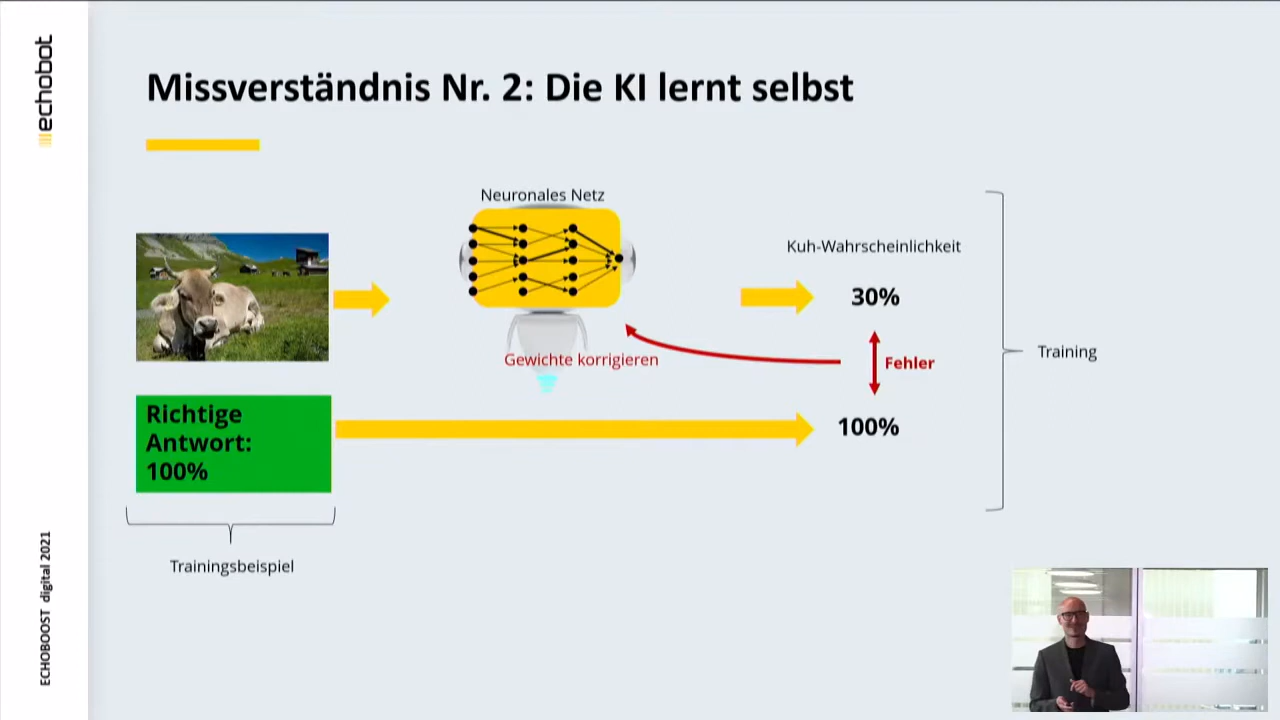 echobot
ECHOBOOST digital 2021
Missverständnis Nr. 2: Die KI lernt selbst
Neuronales Netz
Kuh-Wahrscheinlichkeit
30%
Gewichte korrigieren
Fehler
Training
Richtige
Antwort:
100%
100%
Trainingsbeispiel